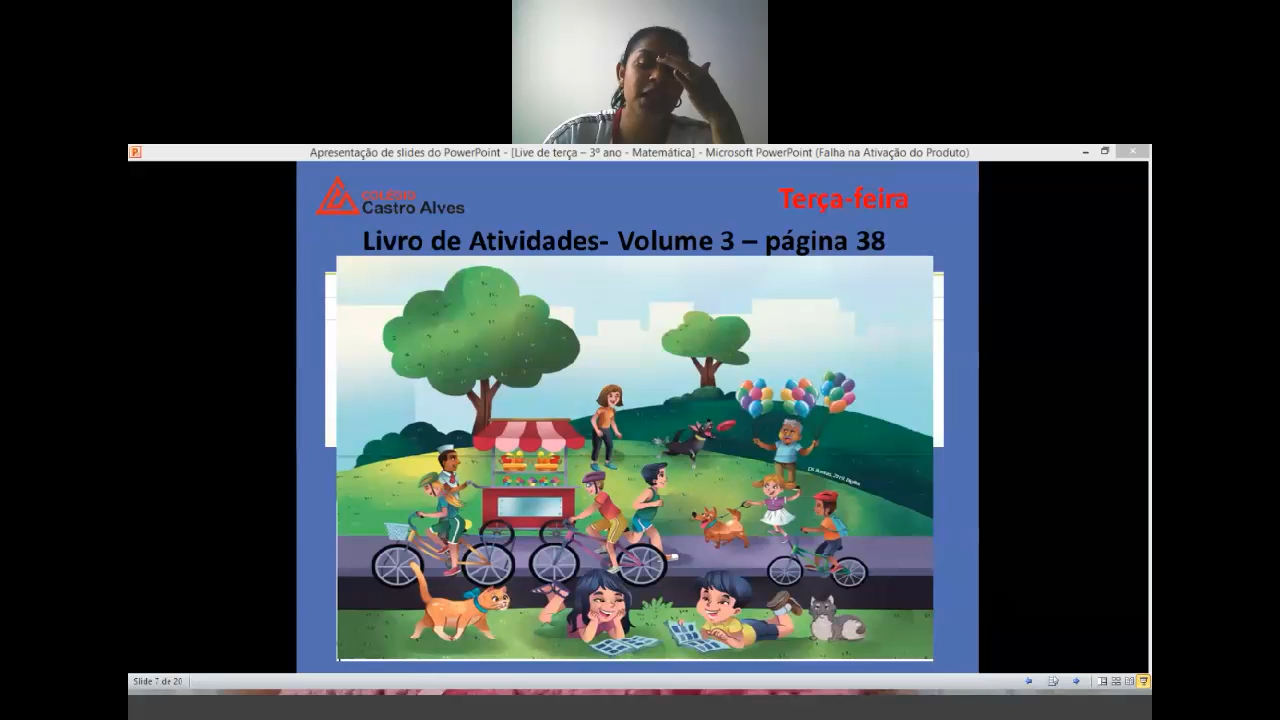 Apresentação de slides do PowerPoint - [Live de terça – 3º ano - Matemática] - Microsoft PowerPoint (Falha na Ativação do Produto)
COLÉGIO
Castro Alves
Terça-feira
Livro de Atividades- Volume 3 – página 38
Slide 7 de 20